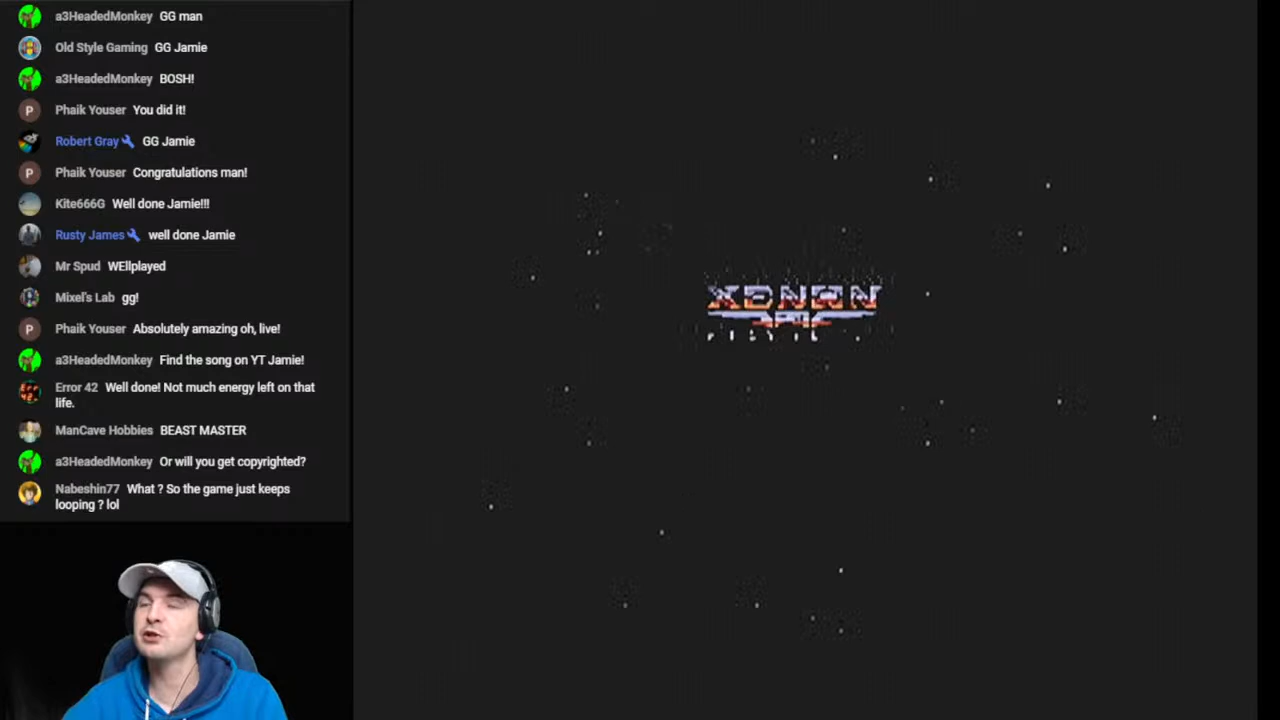 a3HeadedMonkey GG man
Old Style Gaming GG Jamie
a3HeadedMonkey BOSH!
P Phaik Youser You did it!
Robert Gray GG Jamie
P Phaik Youser Congratulations man!
Kite666G Well done Jamie!!!
Rusty James well done Jamie
Mr Spud WEllplayed
Mixel's Lab gg!
P Phaik Youser Absolutely amazing oh, live!
a3HeadedMonkey Find the song on YT Jamie!
Error 42 Well done! Not much energy left on that
life.
ManCave Hobbies BEAST MASTER
a3HeadedMonkey Or will you get copyrighted?
Nabeshin77 What ? So the game just keeps
looping ? lol
XENON